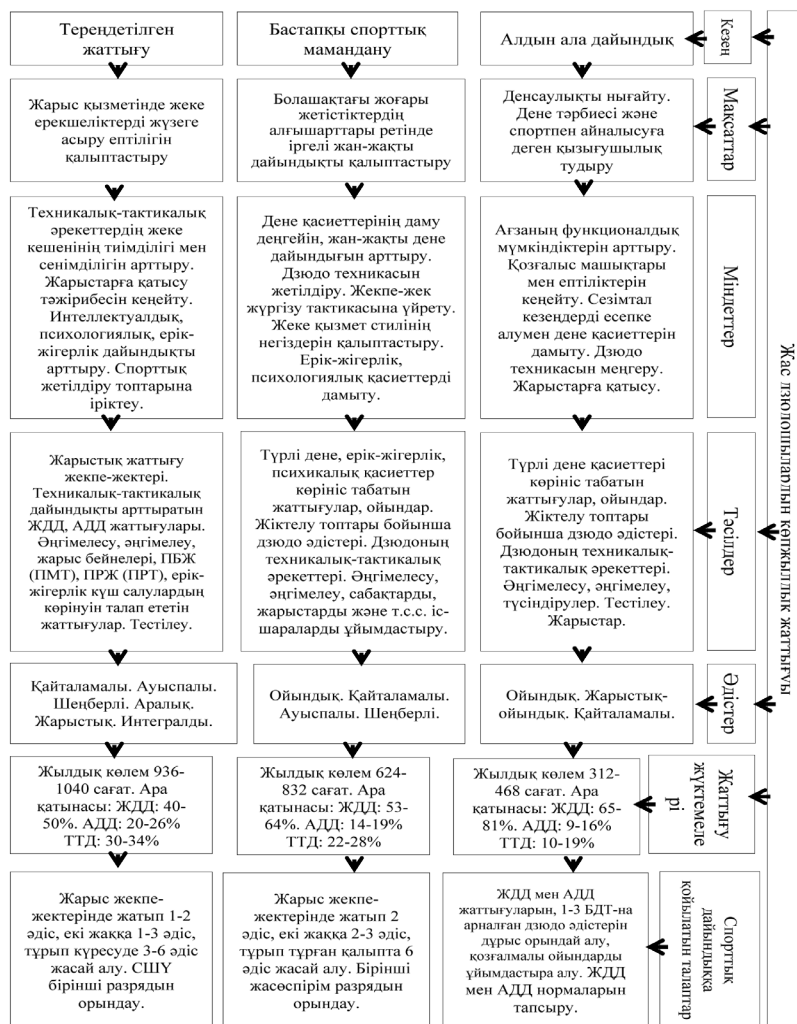 Тереңдетілген
жаттығу
Бастапқы спорттық
мамандану
Алдын ала дайындық
Кезең
Жарыс қызметінде жеке
ерекшеліктерді жүзеге
асыру ептілігін
қалыптастыру
Болашақтағы жоғары
жетістіктердің
алғышарттары ретінде
іргелі жан-жақты
дайындықты қалыптастыру
Денсаулықты нығайту.
Дене тәрбиесі және
спортпен айналысуға
деген қызығушылық
тудыру
Мақсаттар
Техникалық-тактикалық
әрекеттердің жеке
кешенінің тиімділігі мен
сенімділігін арттыру.
Жарыстарға қатысу
тәжірибесін кеңейту.
Интеллектуалдық,
психологиялық, ерік-
жігерлік дайындықты
арттыру. Спорттық
жетілдіру топтарына
іріктеу.
Дене қасиеттерінің даму
деңгейін, жан-жақты дене
дайындығын арттыру.
Дзюдо техникасын
жетілдіру. Жекпе-жек
жүргізу тактикасына үйрету.
Жеке қызмет стилінің
негіздерін қалыптастыру.
Ерік-жігерлік,
психологиялық қасиеттерді
дамыту.
Ағзаның функционалдық
мүмкіндіктерін арттыру.
Қозғалыс машықтары
мен ептіліктерін
кеңейту. Сезімтал
кезеңдерді есепке
алумен дене қасиеттерін
дамыту. Дзюдо
техникасын меңгеру.
Жарыстарға қатысу.
Міндеттер
Жарыстық жаттығу
жекпе-жектері.
Техникалық-тактикалық
дайындықты арттыратын
ЖДД, АДД жаттығулары.
Әңгімелесу, әңгімелеу,
жарыс бейнелері, ПБЖ
(ПМТ), ПРЖ (ПРТ), ерік-
жігерлік күш салулардың
көрінуін талап ететін
жаттығулар. Тестілеу.
Түрлі дене, ерік-жігерлік,
психикалық қасиеттер
көрініс табатын
жаттығулар, ойындар.
Жіктелу топтары бойынша
дзюдо әдістері. Дзюдоның
техникалық-тактикалық
әрекеттері. Әңгімелесу,
әңгімелеу, сабақтарды,
жарыстарды және т.с.с. іс-
шараларды ұйымдастыру.
Түрлі дене қасиеттері
көрініс табатын
жаттығулар, ойындар.
Жіктелу топтары
бойынша дзюдо әдістері.
Дзюдоның техникалық-
тактикалық әрекеттері.
Әңгімелесу, әңгімелеу,
түсіндірулер. Тестілеу.
Жарыстар.
Тәсілдер
Қайталамалы. Ауыспалы.
Шеңберлі. Аралық.
Жарыстық. Интегралды.
Ойындық. Қайталамалы.
Ауыспалы. Шеңберлі.
Ойындық. Жарыстық-
ойындық. Қайталамалы.
Әдістер
Жылдық көлем 936-
1040 сағат. Ара
қатынасы: ЖДД: 40-
50%. АДД: 20-26%
ТТД: 30-34%
Жылдық көлем 624-
832 сағат. Ара
қатынасы: ЖДД: 53-
64%. АДД: 14-19%
ТТД: 22-28%
Жылдық көлем 312-
468 сағат. Ара
қатынасы: ЖДД: 65-
81%. АДД: 9-16%
ТТД: 10-19%
Жаттығу
жүктемеле
рі
Жарыс жекпе-
жектерінде жатып 1-2
әдіс, екі жаққа 1-3 әдіс,
тұрып күресуде 3-6 әдіс
жасай алу. СШҮ
бірінші разрядын
орындау.
Жарыс жекпе-
жектерінде жатып 2
әдіс, екі жаққа 2-3 әдіс,
тұрып тұрған қалыпта 6
әдіс жасай алу. Бірінші
жасөспірім разрядын
орындау.
ЖДД мен АДД
жаттығуларын, 1-3 БДТ-на
арналған дзюдо әдістерін
дұрыс орындай алу,
қозғалмалы ойындарды
ұйымдастыра алу. ЖДД
мен АДД нормаларын
тапсыру.
Спорттық
дайындыққа
қойылатын талаптар
Жас дзюдошылардың көпжылдық жаттығуы